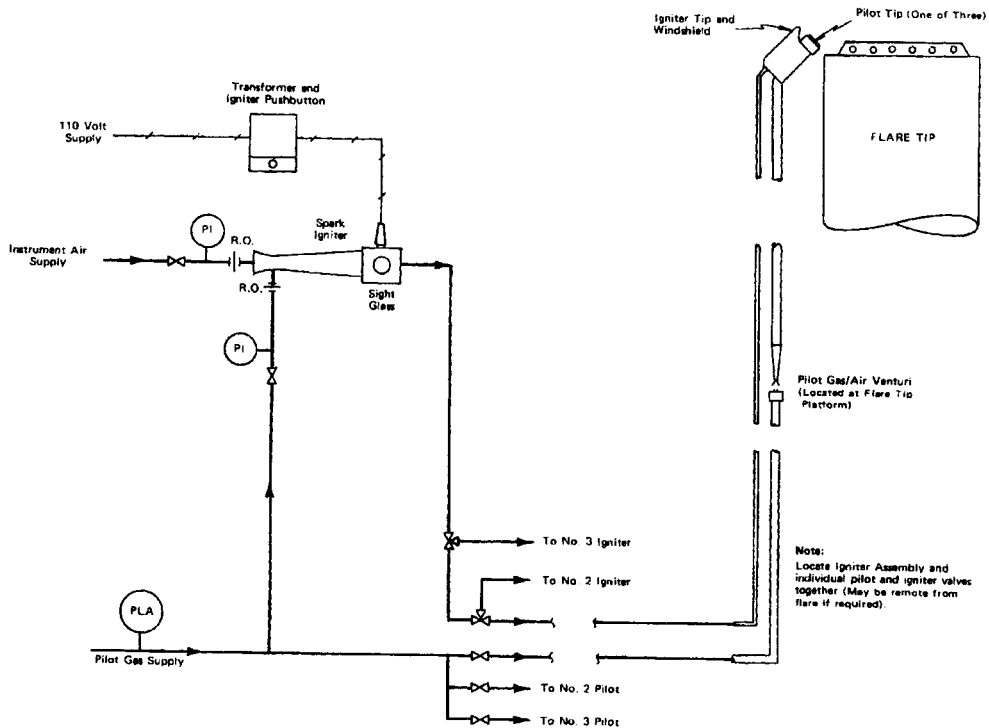 Igniter Tip and
Windshield
Pilot Tip (One of Three)
FLARE TIP
Transformer and
Igniter Pushbutton
110 Volt
Supply
Spark
Igniter
PI
R.O.
Instrument Air
Supply
R.O.
Sight
Glass
PI
Pilot Gas/Air Venturi
(Located at Flare Tip
Platform)
To No. 3 Igniter
To No. 2 Igniter
Note:
Locate Igniter Assembly and
individual pilot and igniter valves
together (May be remote from
flare if required).
PLA
Pilot Gas Supply
To No. 2 Pilot
To No. 3 Pilot